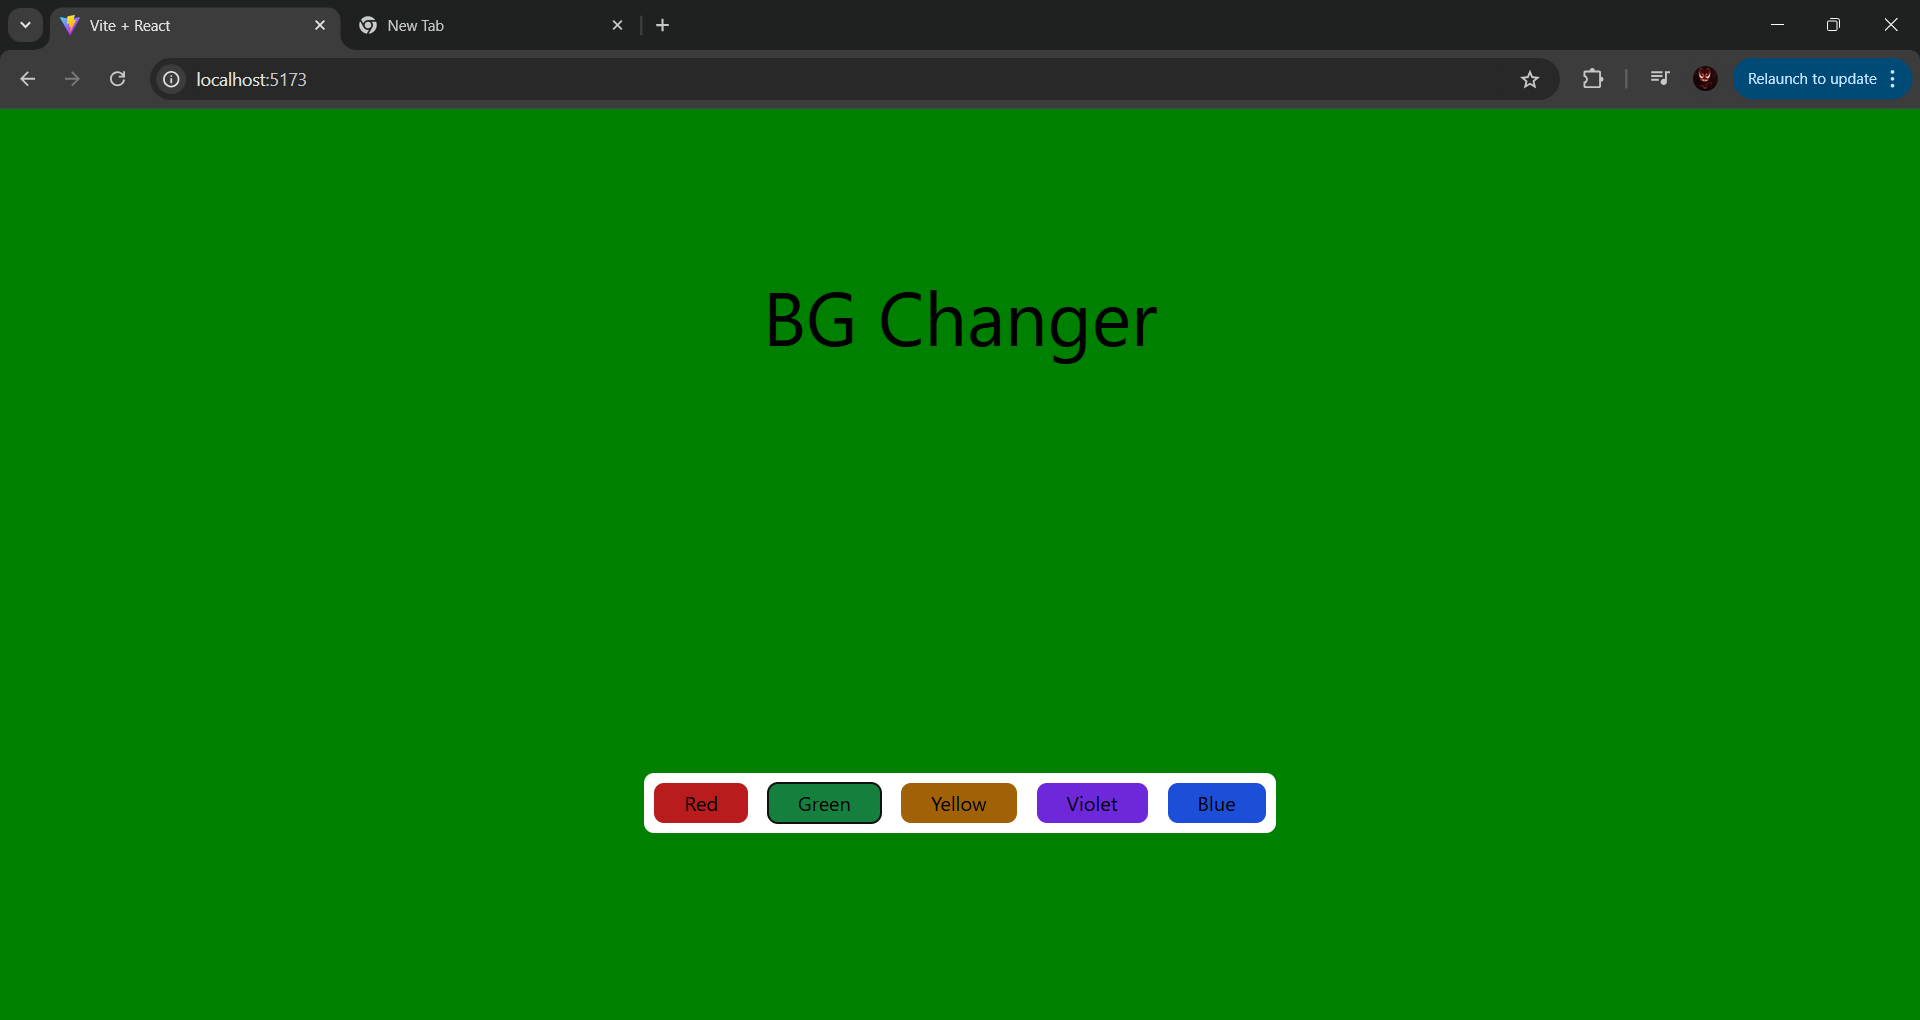 Vite + React
New Tab
localhost:5173
Relaunch to update
BG Changer
Red
Green
Yellow
Violet
Blue